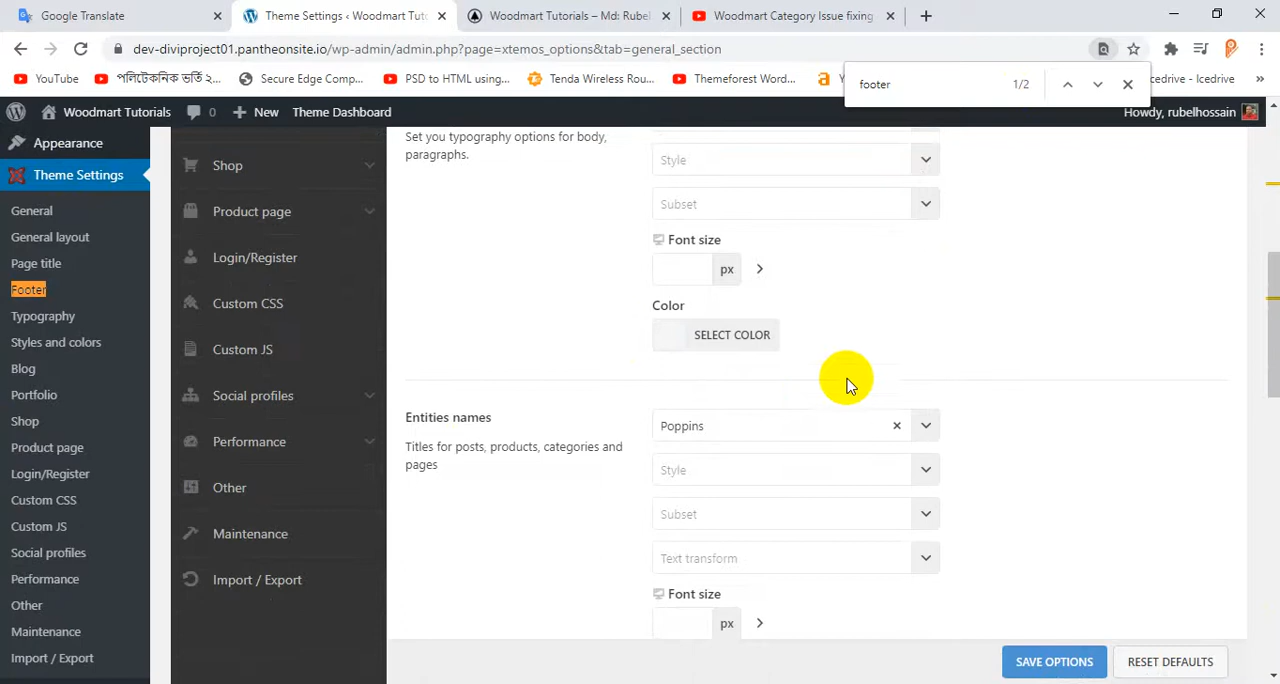 Google Translate
Theme Settings ‹ Woodmart Tuto
Woodmart Tutorials – Md: Rubel
Woodmart Category Issue fixing
dev-diviproject01.pantheonsite.io/wp-admin/admin.php?page=xtemos_options&tab=general_section
YouTube
পলিটেকনিক ভর্তি ২...
Secure Edge Comp...
PSD to HTML using...
Tenda Wireless Rou...
Themeforest Word...
Icedrive - Icedrive
footer
1/2
Woodmart Tutorials
0
New
Theme Dashboard
Howdy, rubelhossain
Appearance
Theme Settings
General
General layout
Page title
Footer
Typography
Styles and colors
Blog
Portfolio
Shop
Product page
Login/Register
Custom CSS
Custom JS
Social profiles
Performance
Other
Maintenance
Import / Export
Shop
Product page
Login/Register
Custom CSS
Custom JS
Social profiles
Performance
Other
Maintenance
Import / Export
Set you typography options for body,
paragraphs.
Style
Subset
Font size
px
Color
SELECT COLOR
Entities names
Titles for posts, products, categories and
pages
Poppins
Style
Subset
Text transform
Font size
px
SAVE OPTIONS
RESET DEFAULTS